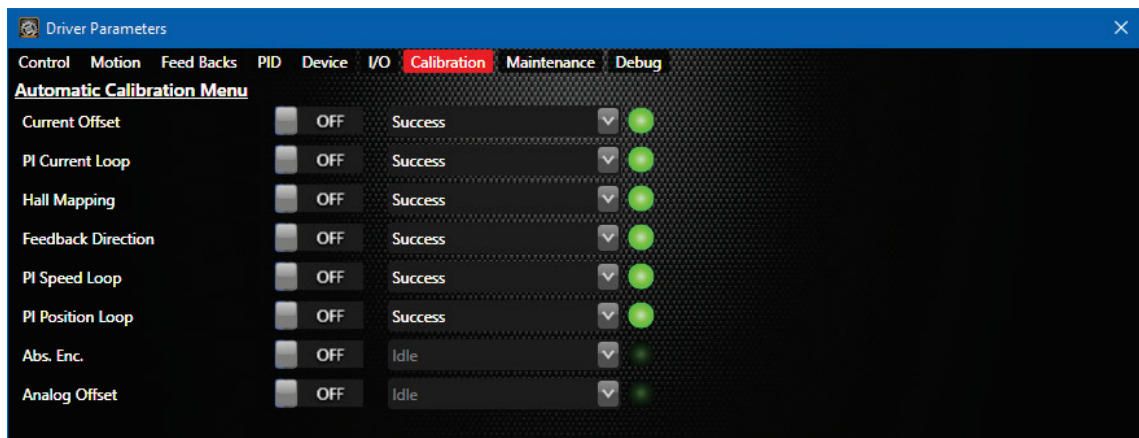 Driver Parameters
Control Motion Feed Backs PID Device I/O Calibration Maintenance Debug
Automatic Calibration Menu
Current Offset OFF Success
PI Current Loop OFF Success
Hall Mapping OFF Success
Feedback Direction OFF Success
PI Speed Loop OFF Success
PI Position Loop OFF Success
Abs. Enc. OFF Idle
Analog Offset OFF Idle